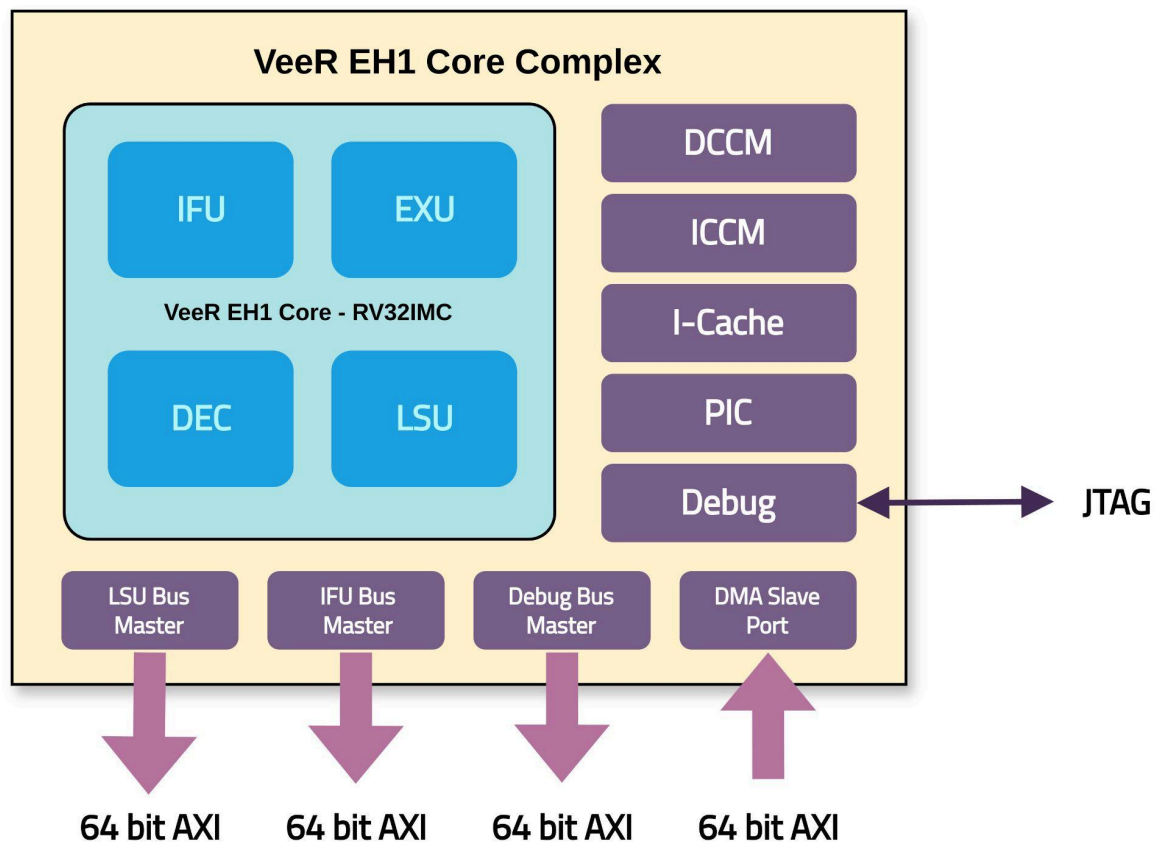 VeeR EH1 Core Complex
IFU
EXU
VeeR EH1 Core - RV32IMC
DEC
LSU
DCCM
ICCM
I-Cache
PIC
Debug
JTAG
LSU Bus
Master
IFU Bus
Master
Debug Bus
Master
DMA Slave
Port
64 bit AXI
64 bit AXI
64 bit AXI
64 bit AXI